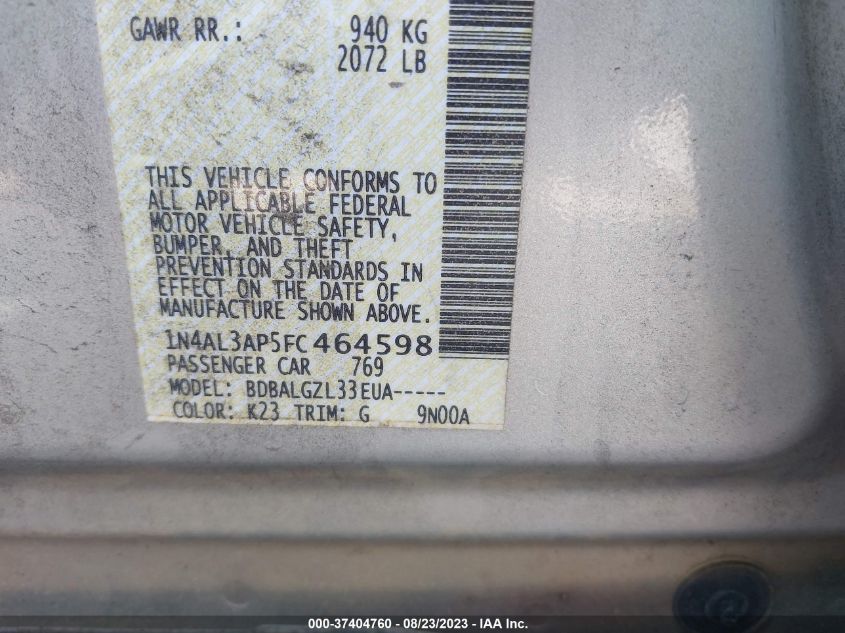 GAWR RR.: 940 KG
2072 LB
THIS VEHICLE CONFORMS TO
ALL APPLICABLE FEDERAL
MOTOR VEHICLE SAFETY,
BUMPER, AND THEFT
PREVENTION STANDARDS IN
EFFECT ON THE DATE OF
MANUFACTURE SHOWN ABOVE.
1N4AL3AP5FC464598
PASSENGER CAR 769
MODEL: BDBALGZL33EUA-----
COLOR: K23 TRIM: G 9N00A
000-37404760 - 08/23/2023 - IAA Inc.